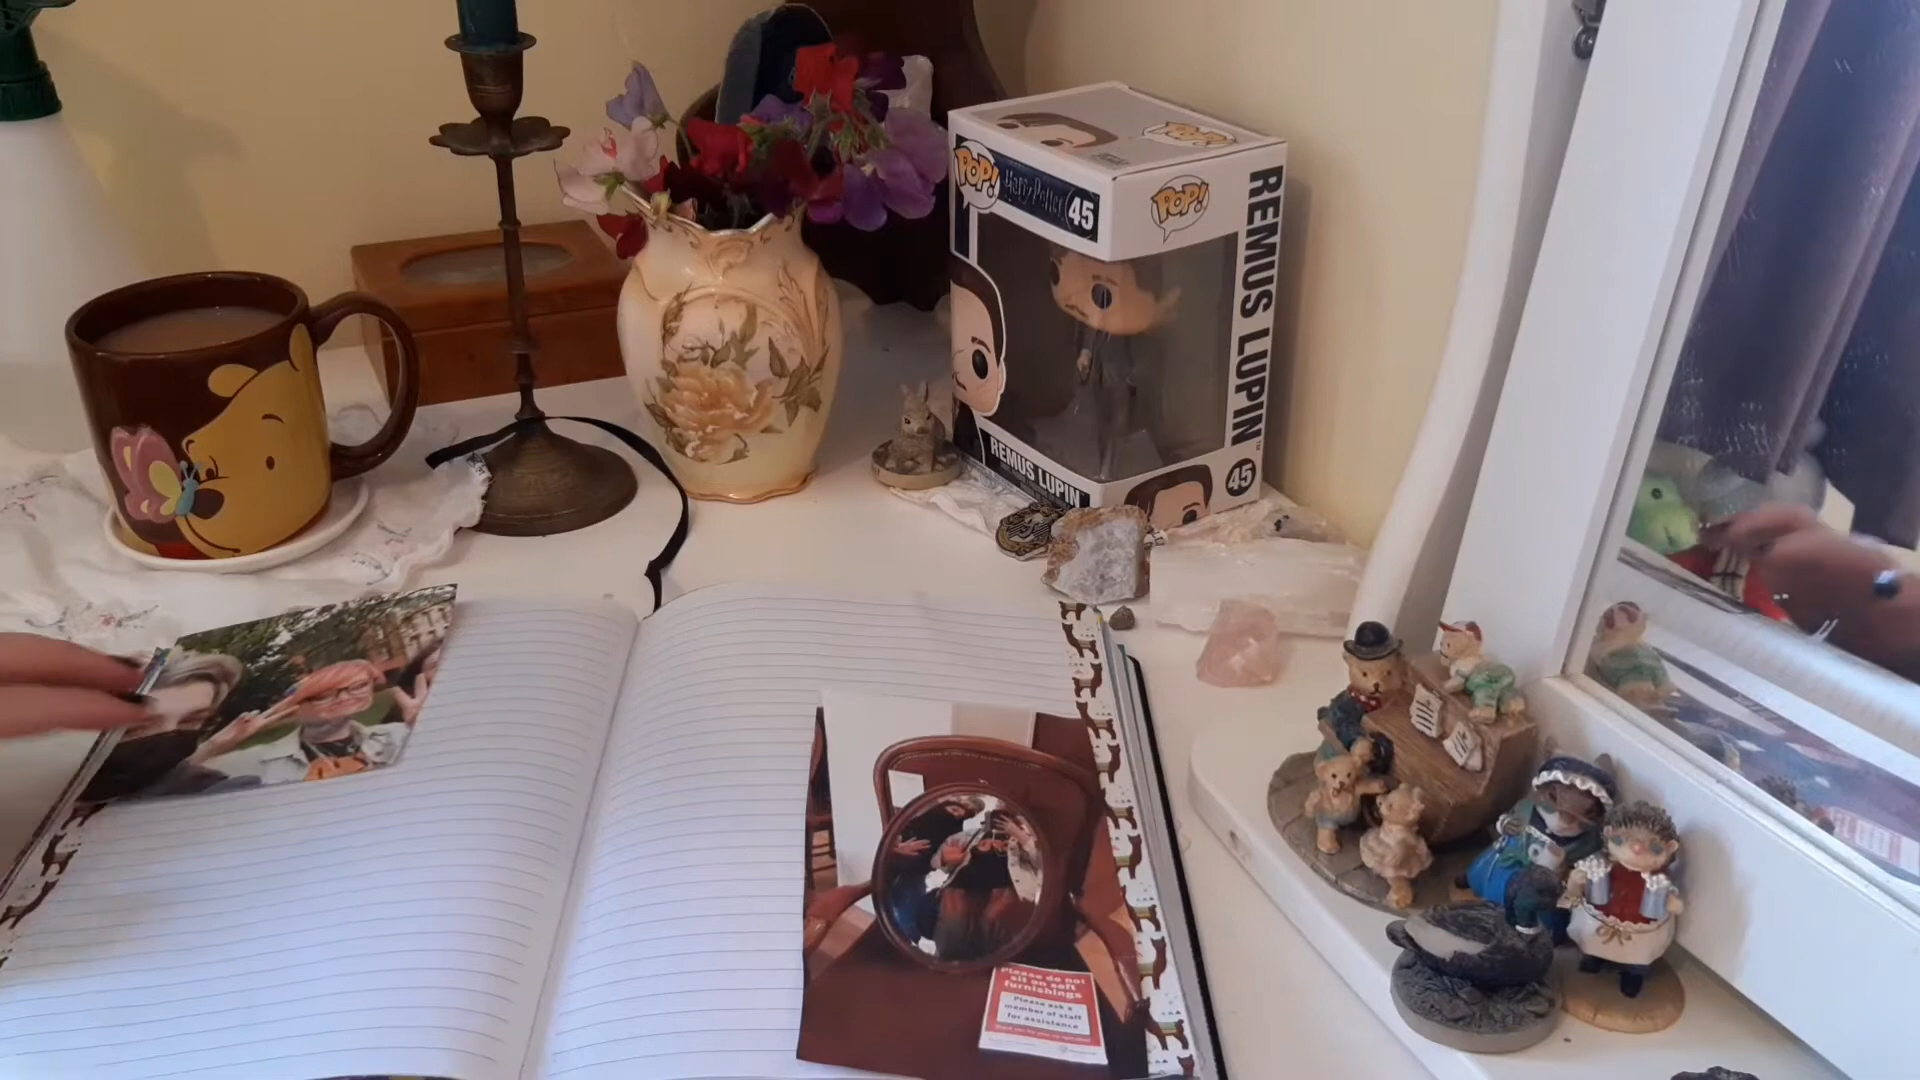 POP!
Harry Potter
45
POP!
POP!
REMUS LUPIN
REMUS LUPIN
45
Please do not
sit on soft
furnishings
Please ask a
member of staff
for assistance